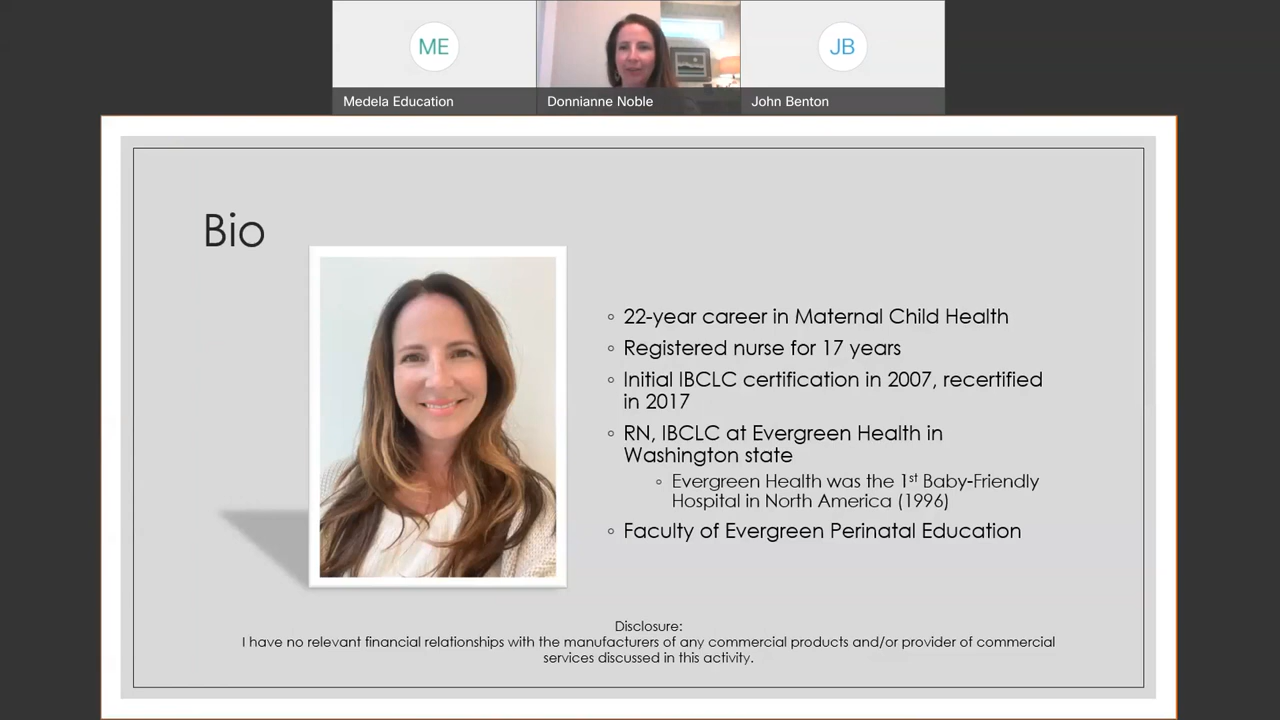 ME
JB
Medela Education
Donnianne Noble
John Benton
Bio
◦ 22-year career in Maternal Child Health
◦ Registered nurse for 17 years
◦ Initial IBCLC certification in 2007, recertified
in 2017
◦ RN, IBCLC at Evergreen Health in
Washington state
◦ Evergreen Health was the 1st Baby-Friendly
Hospital in North America (1996)
◦ Faculty of Evergreen Perinatal Education
Disclosure:
I have no relevant financial relationships with the manufacturers of any commercial products and/or provider of commercial
services discussed in this activity.